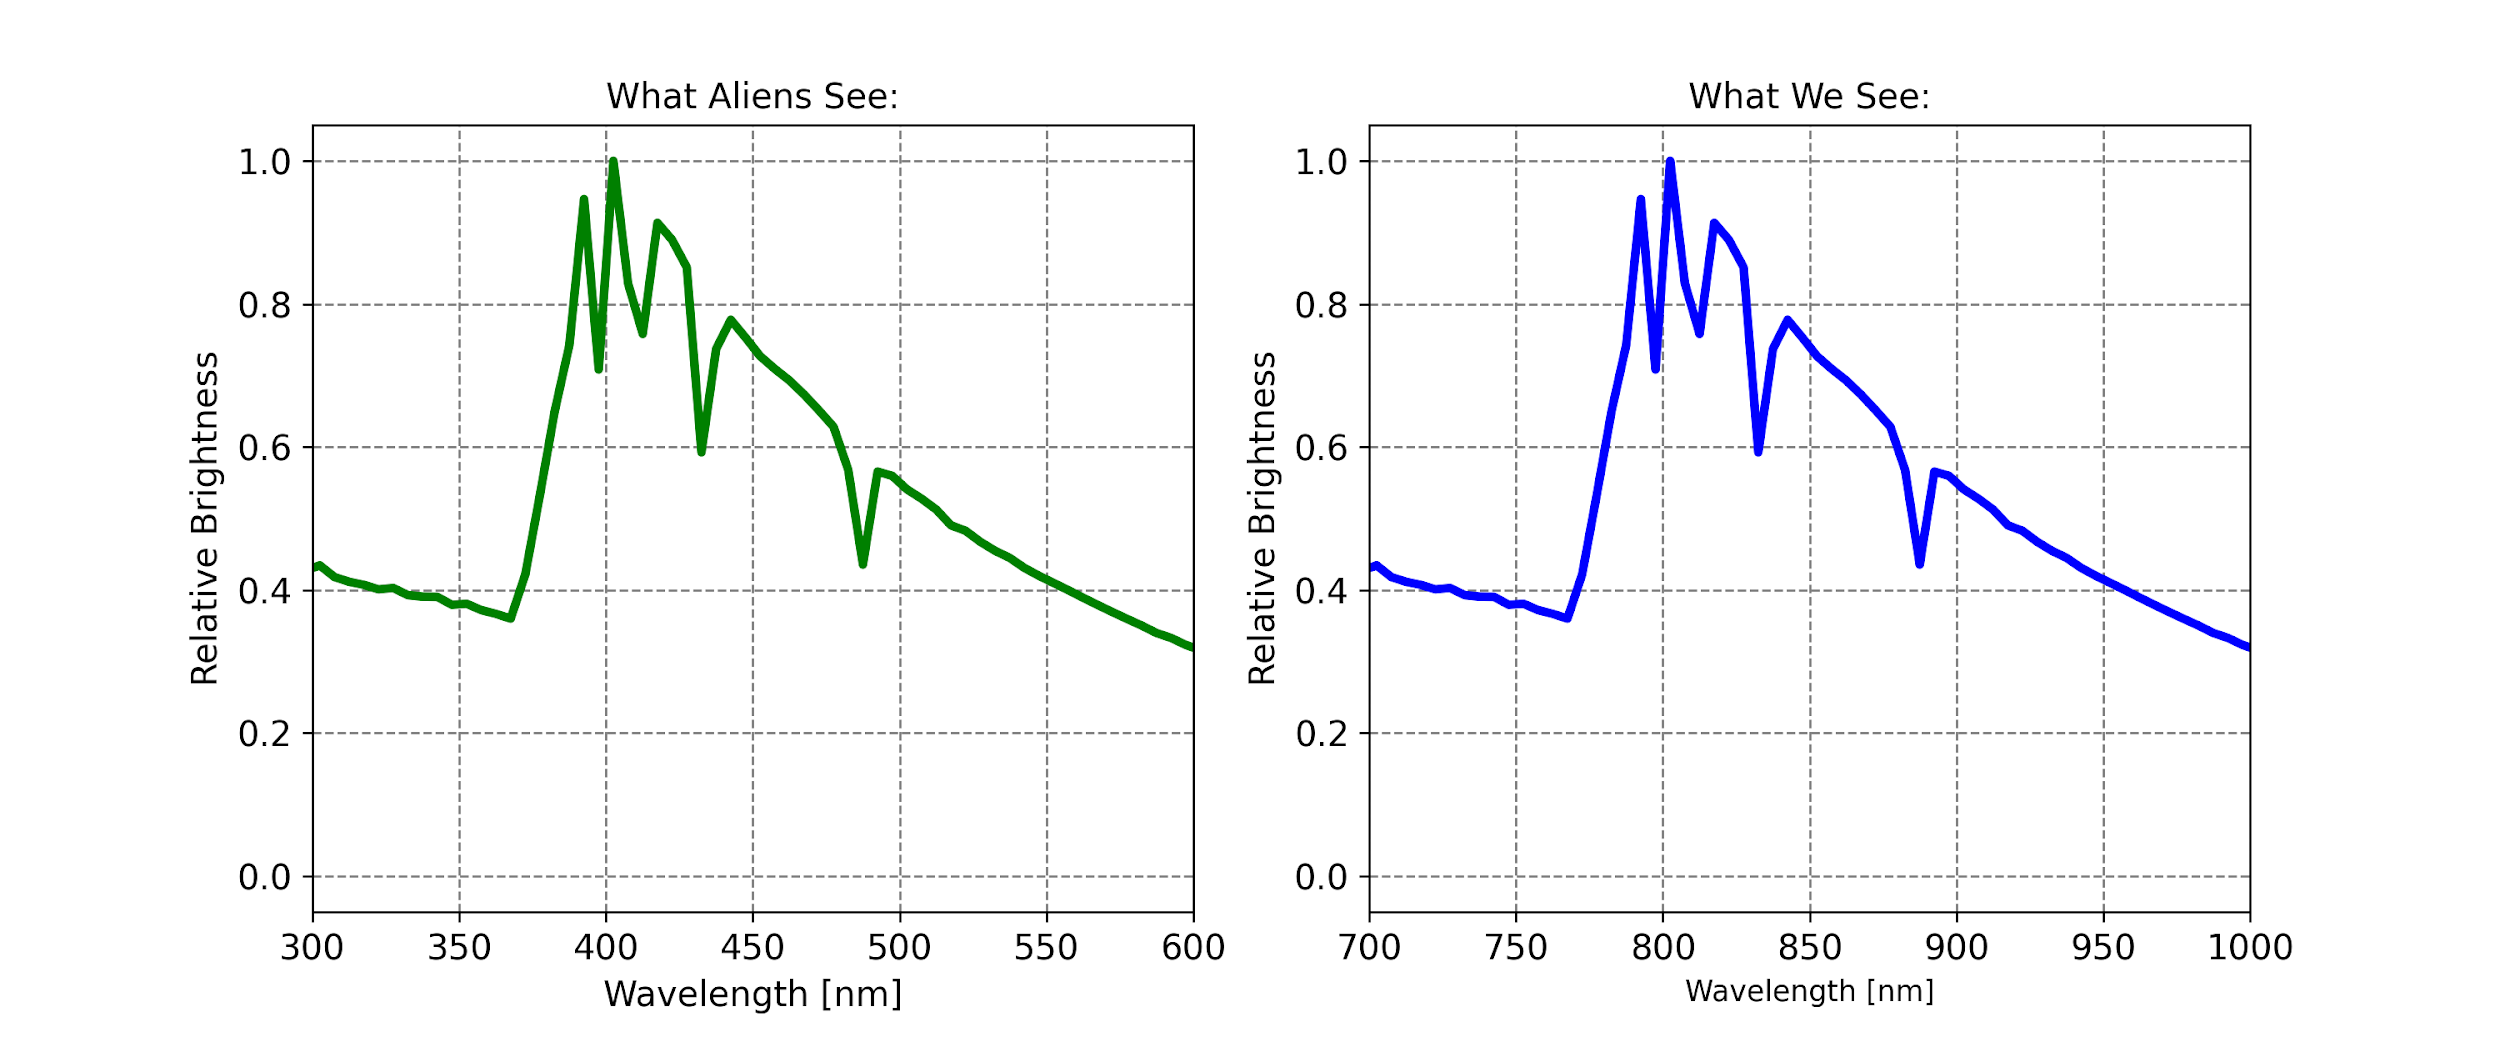 What Aliens See:
1.0
0.8
0.6
0.4
0.2
0.0
Relative Brightness
300 350 400 450 500 550 600
Wavelength [nm]
What We See:
1.0
0.8
0.6
0.4
0.2
0.0
Relative Brightness
700 750 800 850 900 950 1000
Wavelength [nm]